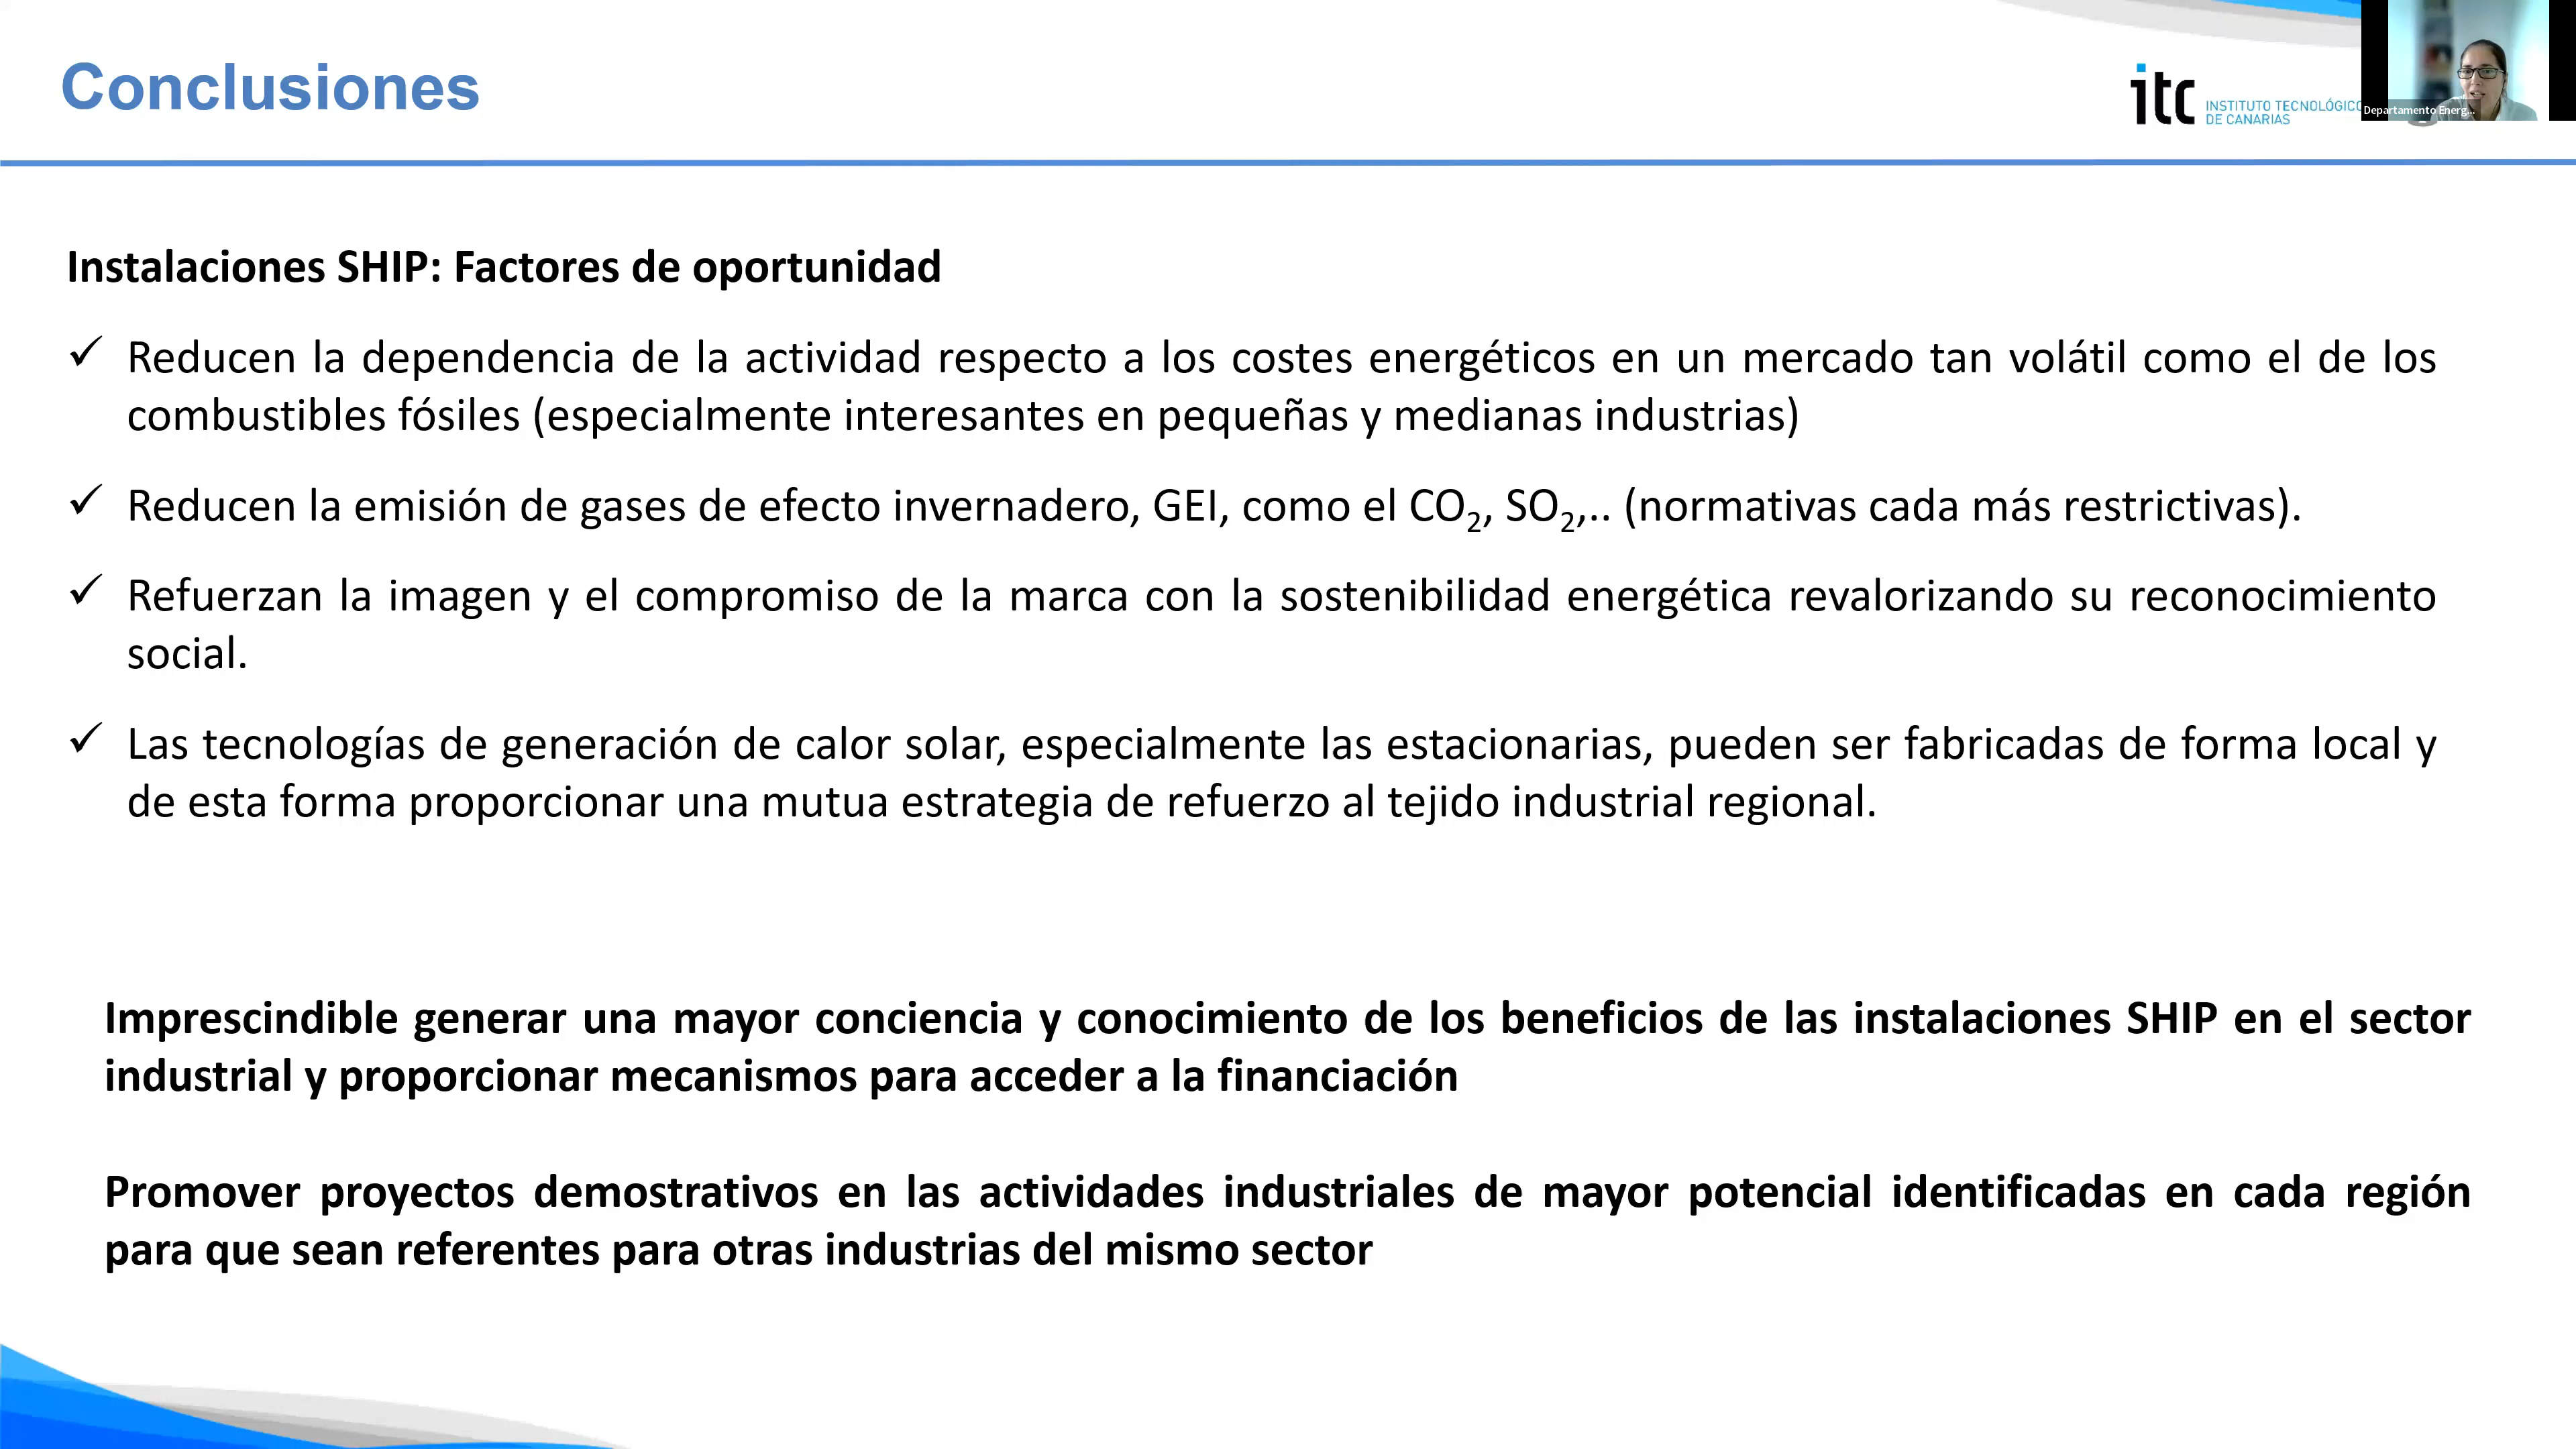 Conclusiones
itc INSTITUTO TECNOLÓGICO
DE CANARIAS
Departamento Energ...
Instalaciones SHIP: Factores de oportunidad
✓ Reducen la dependencia de la actividad respecto a los costes energéticos en un mercado tan volátil como el de los
combustibles fósiles (especialmente interesantes en pequeñas y medianas industrias)
✓ Reducen la emisión de gases de efecto invernadero, GEI, como el CO₂, SO₂,.. (normativas cada más restrictivas).
✓ Refuerzan la imagen y el compromiso de la marca con la sostenibilidad energética revalorizando su reconocimiento
social.
✓ Las tecnologías de generación de calor solar, especialmente las estacionarias, pueden ser fabricadas de forma local y
de esta forma proporcionar una mutua estrategia de refuerzo al tejido industrial regional.
Imprescindible generar una mayor conciencia y conocimiento de los beneficios de las instalaciones SHIP en el sector
industrial y proporcionar mecanismos para acceder a la financiación
Promover proyectos demostrativos en las actividades industriales de mayor potencial identificadas en cada región
para que sean referentes para otras industrias del mismo sector